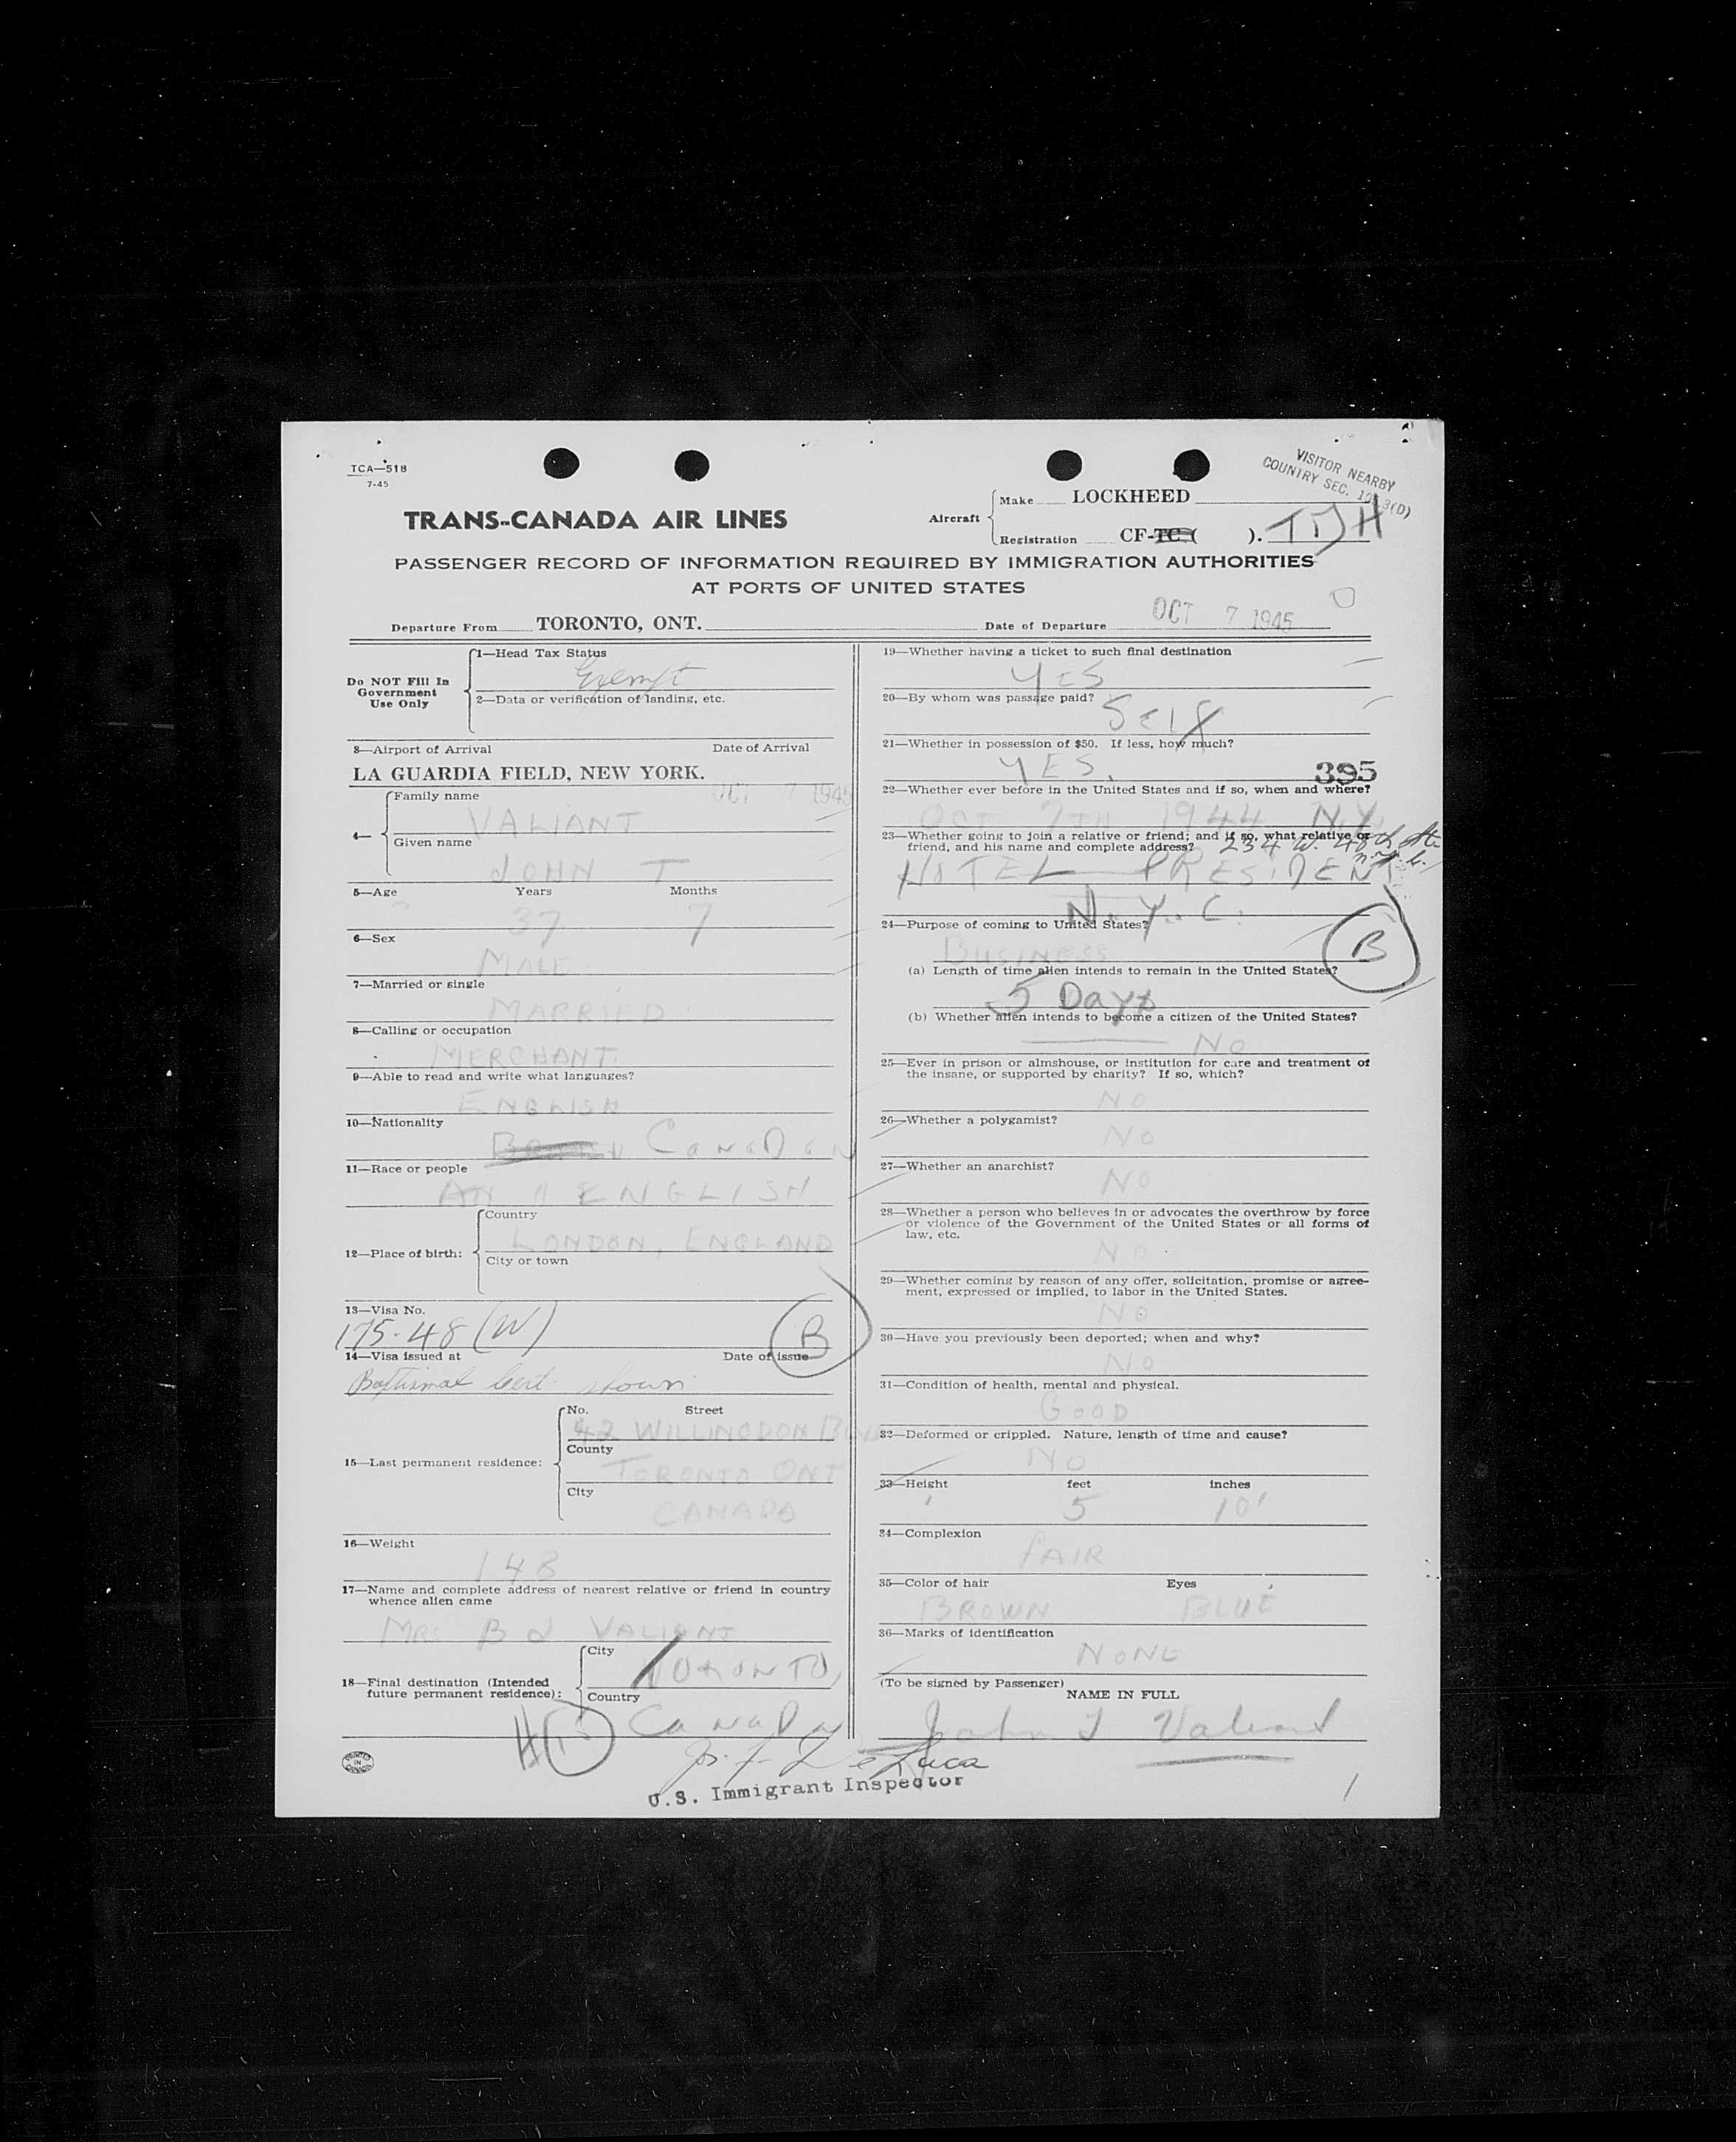 TCA—518
7-45
VISITOR NEARBY
COUNTRY SEC. 3(D)
TRANS-CANADA AIR LINES
Aircraft
Make LOCKHEED
Registration CF-TC-( ). TDH
PASSENGER RECORD OF INFORMATION REQUIRED BY IMMIGRATION AUTHORITIES
AT PORTS OF UNITED STATES
Departure From TORONTO, ONT. Date of Departure OCT 7 1945
Do NOT Fill In
Government
Use Only
1—Head Tax Status
Exempt
2—Data or verification of landing, etc.
3—Airport of Arrival Date of Arrival
LA GUARDIA FIELD, NEW YORK.
OCT 7 1945
4—
Family name
VALIANT
Given name
JOHN T
5—Age Years Months
37 7
6—Sex
MALE
7—Married or single
MARRIED
8—Calling or occupation
MERCHANT.
9—Able to read and write what languages?
ENGLISH
10—Nationality
CANADAN
11—Race or people
ENGLISH
12—Place of birth:
Country
LONDON, ENGLAND
City or town
13—Visa No.
175.48 (W)
B
14—Visa issued at Date of issue
Baptismal Cert. shown
15—Last permanent residence:
No. Street
42 WILLINGDON BLVD
County
TORONTO ONT
City
CANADA
16—Weight
148
17—Name and complete address of nearest relative or friend in country
whence alien came
MRS B J VALIANT
18—Final destination (Intended
future permanent residence):
City
TORONTO,
Country
CANADA
PRINTED
IN
CANADA
19—Whether having a ticket to such final destination
YES
20—By whom was passage paid?
SELF
21—Whether in possession of $50. If less, how much?
YES. 395
22—Whether ever before in the United States and if so, when and where?
OCT 7TH 1944 N.Y.
23—Whether going to join a relative or friend; and if so, what relative or
friend, and his name and complete address? 234 W. 48th St.
N.Y.C.
HOTEL PRESIDENT
N.Y.C.
24—Purpose of coming to United States?
BUSINESS
B
(a) Length of time alien intends to remain in the United States?
5 Days
(b) Whether alien intends to become a citizen of the United States?
NO
25—Ever in prison or almshouse, or institution for care and treatment of
the insane, or supported by charity? If so, which?
NO
26—Whether a polygamist?
NO
27—Whether an anarchist?
NO
28—Whether a person who believes in or advocates the overthrow by force
or violence of the Government of the United States or all forms of
law, etc.
NO
29—Whether coming by reason of any offer, solicitation, promise or agree-
ment, expressed or implied, to labor in the United States.
NO
30—Have you previously been deported; when and why?
NO
31—Condition of health, mental and physical.
GOOD
32—Deformed or crippled. Nature, length of time and cause?
NO
33—Height feet inches
5 10'
34—Complexion
FAIR
35—Color of hair Eyes
BROWN BLUE
36—Marks of identification
NONE
(To be signed by Passenger)
NAME IN FULL
John T Valiant
Jos. F. DeLuca
U.S. Immigrant Inspector